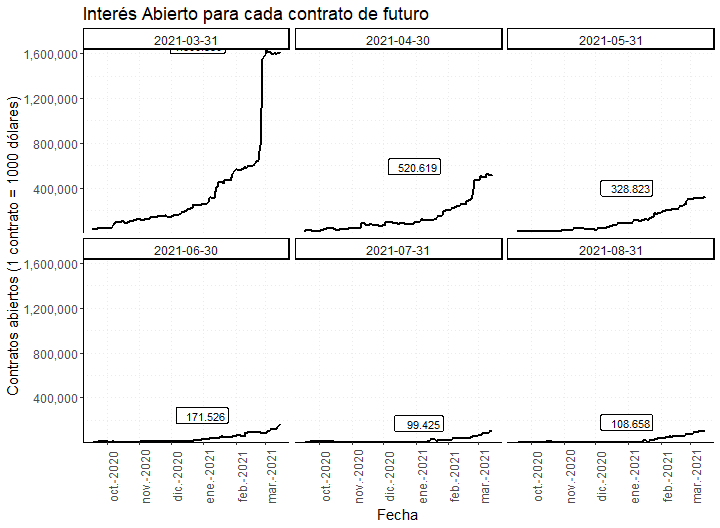 Interés Abierto para cada contrato de futuro
2021-03-31
2021-04-30
2021-05-31
1,600,000
1,200,000
800,000
400,000
520.619
328.823
2021-06-30
2021-07-31
2021-08-31
1,600,000
1,200,000
800,000
400,000
171.526
99.425
108.658
Contratos abiertos (1 contrato = 1000 dólares)
oct.-2020
nov.-2020
dic.-2020
ene.-2021
feb.-2021
mar.-2021
oct.-2020
nov.-2020
dic.-2020
ene.-2021
feb.-2021
mar.-2021
oct.-2020
nov.-2020
dic.-2020
ene.-2021
feb.-2021
mar.-2021
Fecha